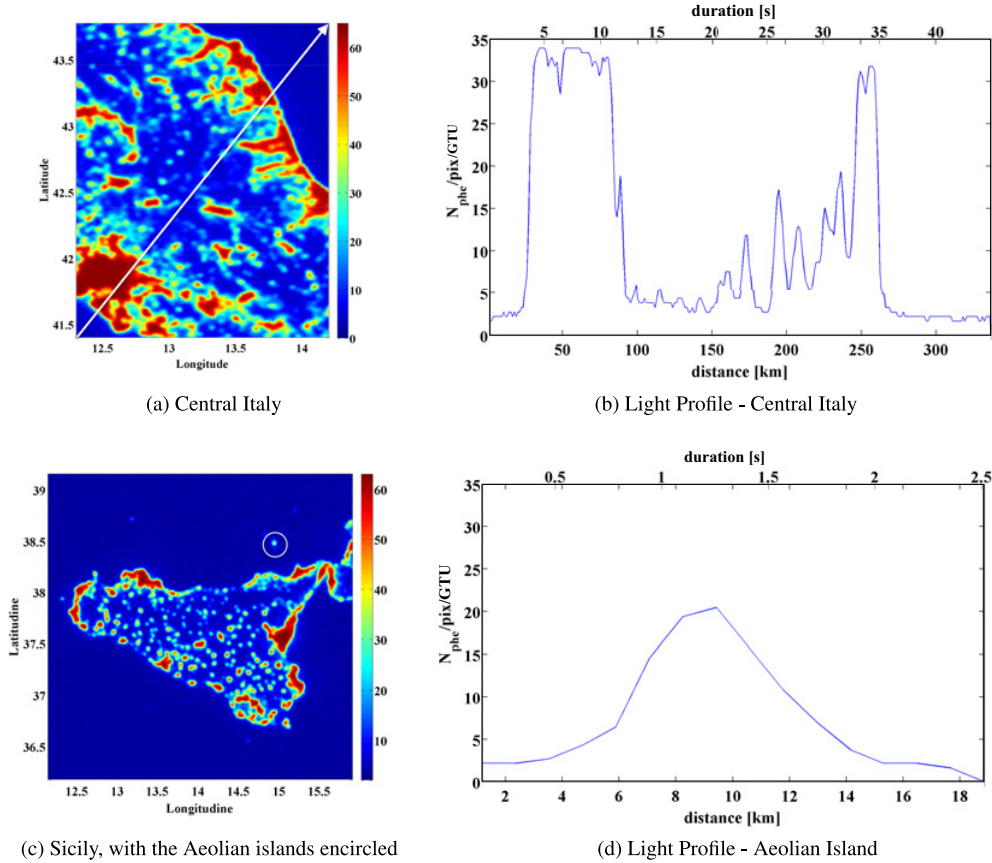 43.5
43
42.5
42
41.5
Latitude
12.5 13 13.5 14
Longitude
60
50
40
30
20
10
0
(a) Central Italy
duration [s]
5 10 15 20 25 30 35 40
35
30
25
20
15
10
5
0
N_phe/pix/GTU
50 100 150 200 250 300
distance [km]
(b) Light Profile - Central Italy
39
38.5
38
37.5
37
36.5
Latitudine
12.5 13 13.5 14 14.5 15 15.5
Longitudine
60
50
40
30
20
10
(c) Sicily, with the Aeolian islands encircled
duration [s]
0.5 1 1.5 2 2.5
35
30
25
20
15
10
5
0
N_phe/pix/GTU
2 4 6 8 10 12 14 16 18
distance [km]
(d) Light Profile - Aeolian Island